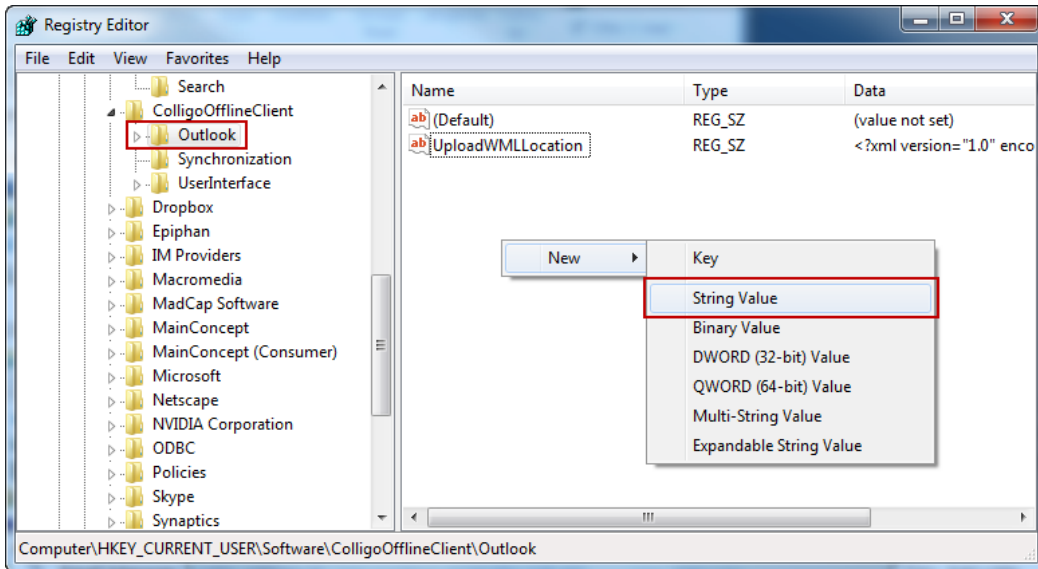 Registry Editor
File Edit View Favorites Help
Search
ColligoOfflineClient
Outlook
Synchronization
UserInterface
Dropbox
Epiphan
IM Providers
Macromedia
MadCap Software
MainConcept
MainConcept (Consumer)
Microsoft
Netscape
NVIDIA Corporation
ODBC
Policies
Skype
Synaptics
Name Type Data
ab (Default) REG_SZ (value not set)
ab UploadWMLLocation REG_SZ <?xml version="1.0" enco
New
Key
String Value
Binary Value
DWORD (32-bit) Value
QWORD (64-bit) Value
Multi-String Value
Expandable String Value
Computer\HKEY_CURRENT_USER\Software\ColligoOfflineClient\Outlook